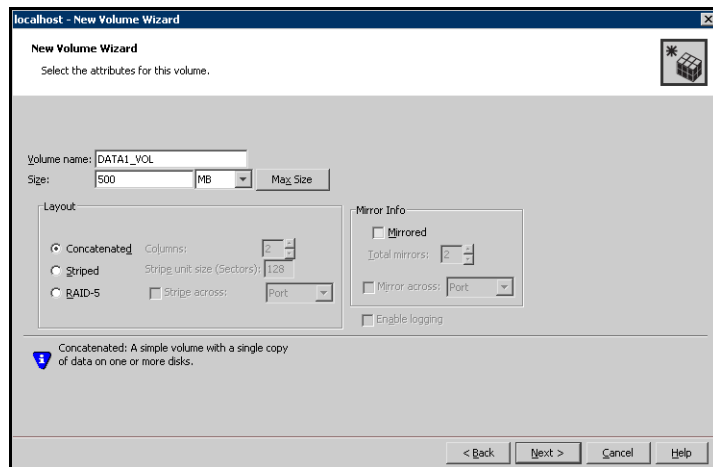 localhost - New Volume Wizard
New Volume Wizard
Select the attributes for this volume.
Volume name: DATA1_VOL
Size: 500 MB Max Size
Layout
Concatenated Columns: 2
Striped Stripe unit size (Sectors): 128
RAID-5 Stripe across: Port
Mirror Info
Mirrored
Total mirrors: 2
Mirror across: Port
Enable logging
Concatenated: A simple volume with a single copy
of data on one or more disks.
< Back Next > Cancel Help